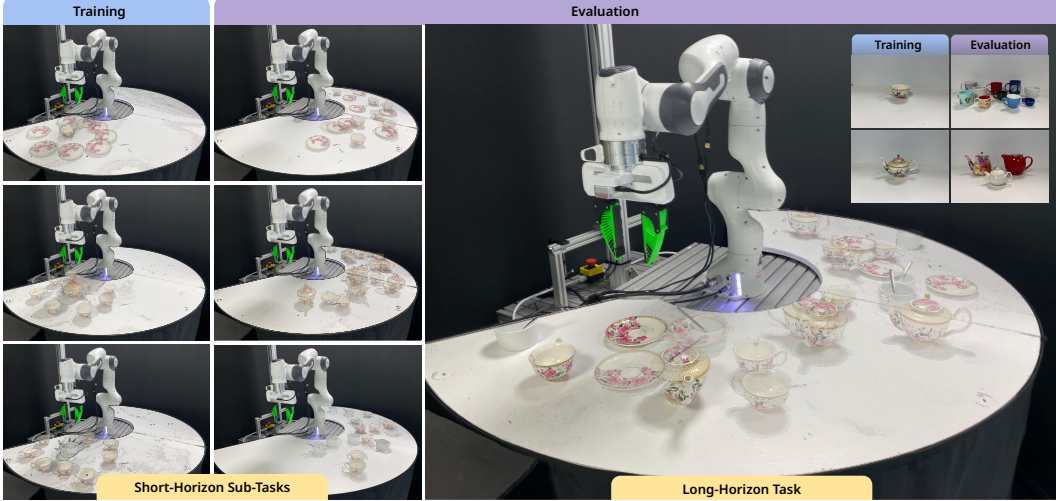 Training
Evaluation
Training
Evaluation
Short-Horizon Sub-Tasks
Long-Horizon Task